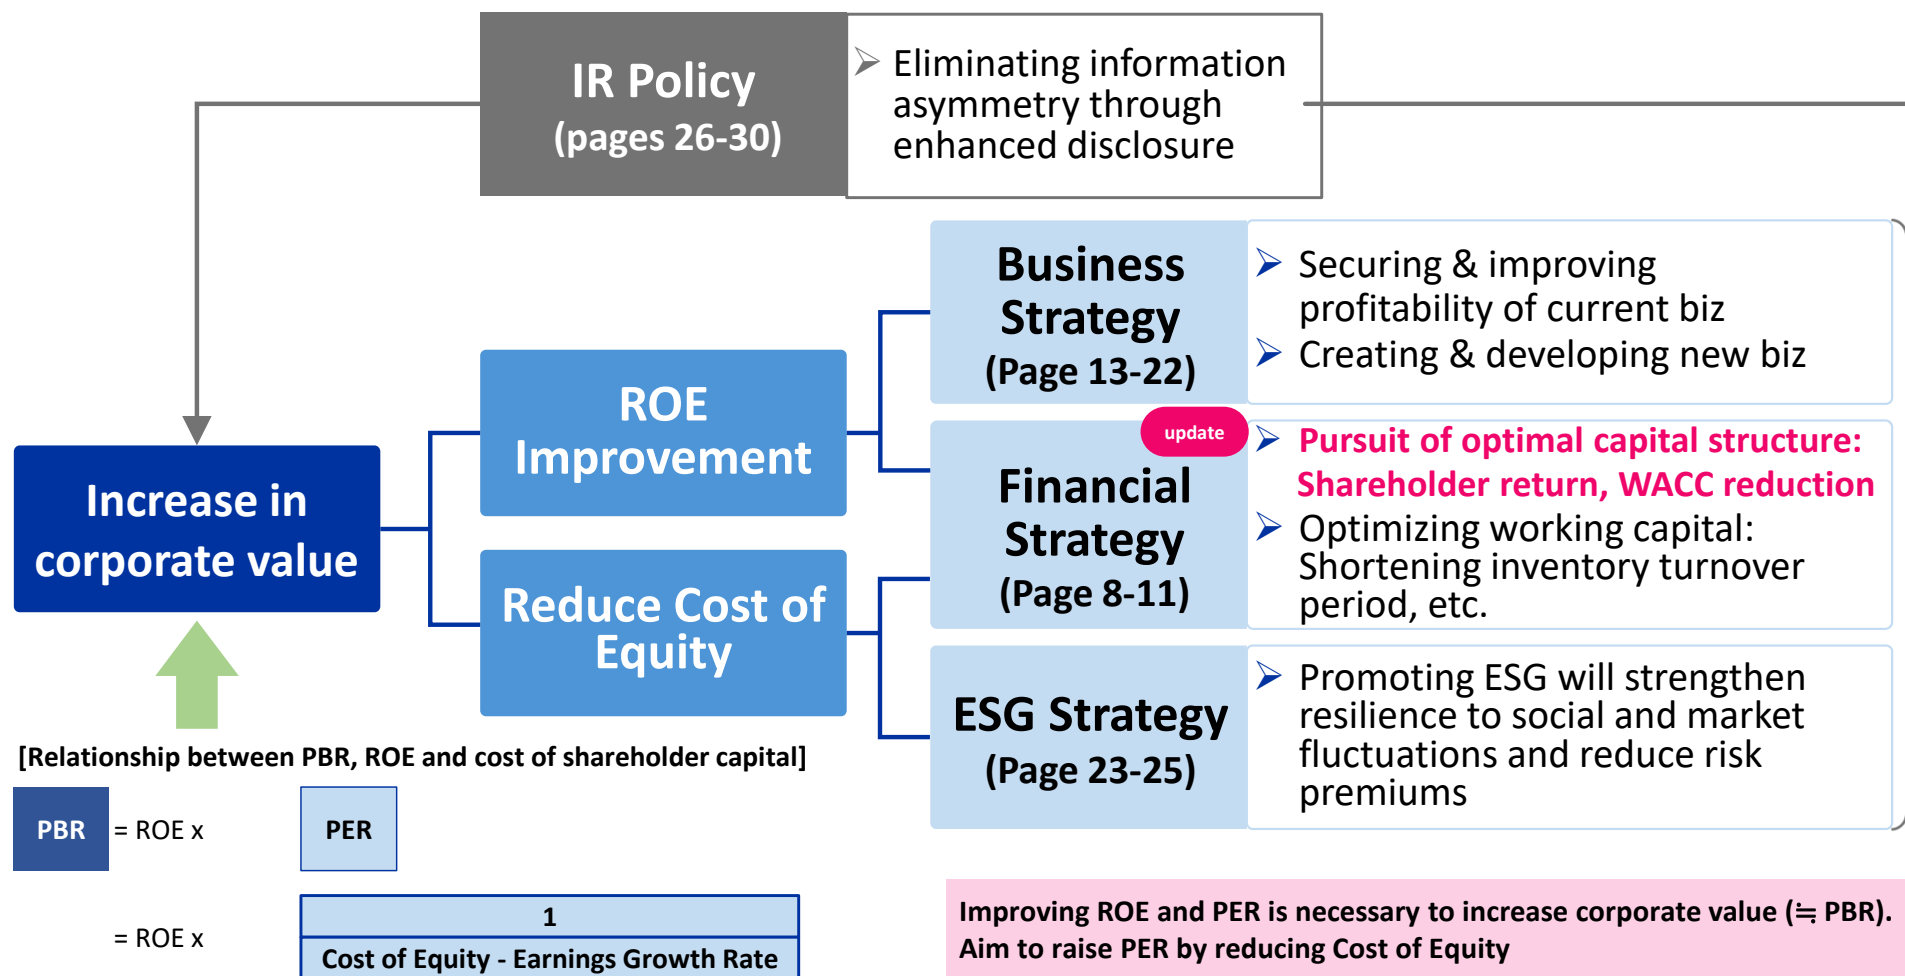 IR Policy
(pages 26-30)
➢ Eliminating information
asymmetry through
enhanced disclosure
Business
Strategy
(Page 13-22)
➢ Securing & improving
profitability of current biz
➢ Creating & developing new biz
ROE
Improvement
update
Financial
Strategy
(Page 8-11)
➢ Pursuit of optimal capital structure:
Shareholder return, WACC reduction
➢ Optimizing working capital:
Shortening inventory turnover
period, etc.
Increase in
corporate value
Reduce Cost of
Equity
ESG Strategy
(Page 23-25)
➢ Promoting ESG will strengthen
resilience to social and market
fluctuations and reduce risk
premiums
[Relationship between PBR, ROE and cost of shareholder capital]
PBR = ROE x PER
= ROE x
1
Cost of Equity - Earnings Growth Rate
Improving ROE and PER is necessary to increase corporate value (≒ PBR).
Aim to raise PER by reducing Cost of Equity